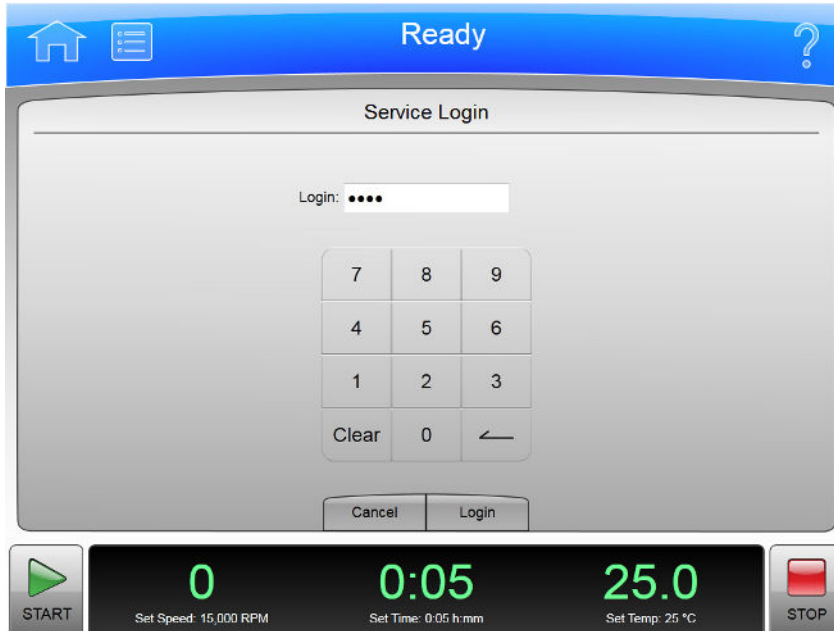 Ready
Service Login
Login: ••••
7 8 9
4 5 6
1 2 3
Clear 0
Cancel Login
START
0 0:05 25.0
Set Speed: 15,000 RPM Set Time: 0:05 h:mm Set Temp: 25 °C
STOP